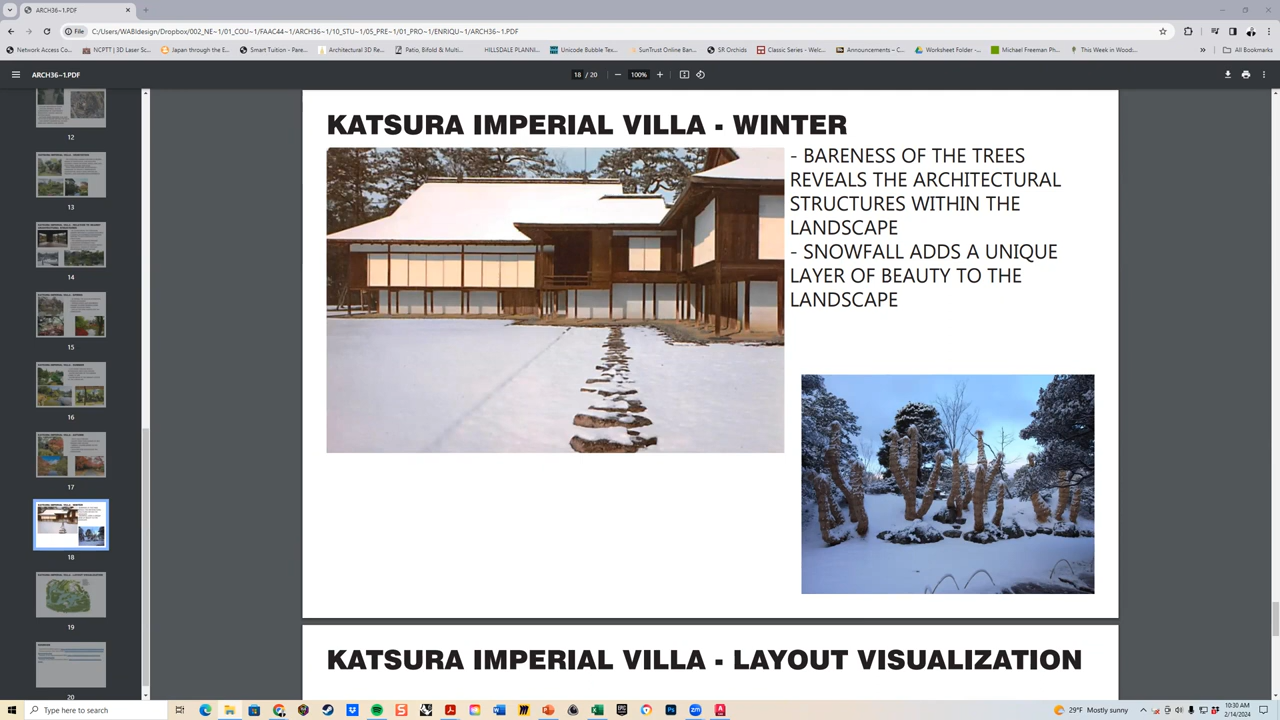 ARCH36~1.PDF
File
C:/Users/WABIdesign/Dropbox/002_NE~1/01_COU~1/FAAC44~1/ARCH36~1/10_STU~1/05_PRE~1/01_PRO~1/ENRIQU~1/ARCH36~1.PDF
Network Access Co...
NCPTT | 3D Laser Sc...
Japan through the E...
Smart Tuition - Pare...
Architectural 3D Re...
Patio, Bifold & Multi...
HILLSDALE PLANNI...
Unicode Bubble Tex...
SunTrust Online Ban...
SR Orchids
Classic Series - Welc...
Announcements – C...
Worksheet Folder -...
Michael Freeman Ph...
This Week in Wood...
All Bookmarks
ARCH36~1.PDF
18 / 20
100%
12
13
14
15
16
17
18
19
20
KATSURA IMPERIAL VILLA - WINTER
- BARENESS OF THE TREES
REVEALS THE ARCHITECTURAL
STRUCTURES WITHIN THE
LANDSCAPE
- SNOWFALL ADDS A UNIQUE
LAYER OF BEAUTY TO THE
LANDSCAPE
KATSURA IMPERIAL VILLA - LAYOUT VISUALIZATION
Type here to search
29°F Mostly sunny
10:30 AM
2/14/2024